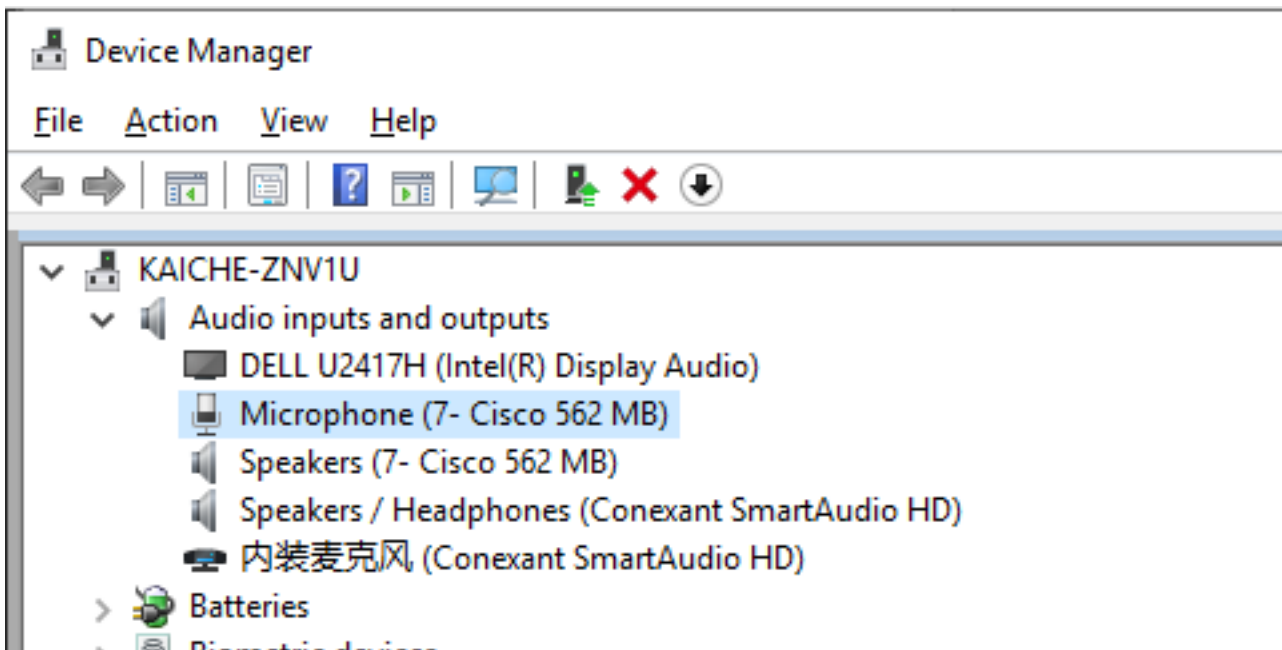 Device Manager
File Action View Help
KAICHE-ZNV1U
Audio inputs and outputs
DELL U2417H (Intel(R) Display Audio)
Microphone (7- Cisco 562 MB)
Speakers (7- Cisco 562 MB)
Speakers / Headphones (Conexant SmartAudio HD)
内装麦克风 (Conexant SmartAudio HD)
Batteries
Biometric devices